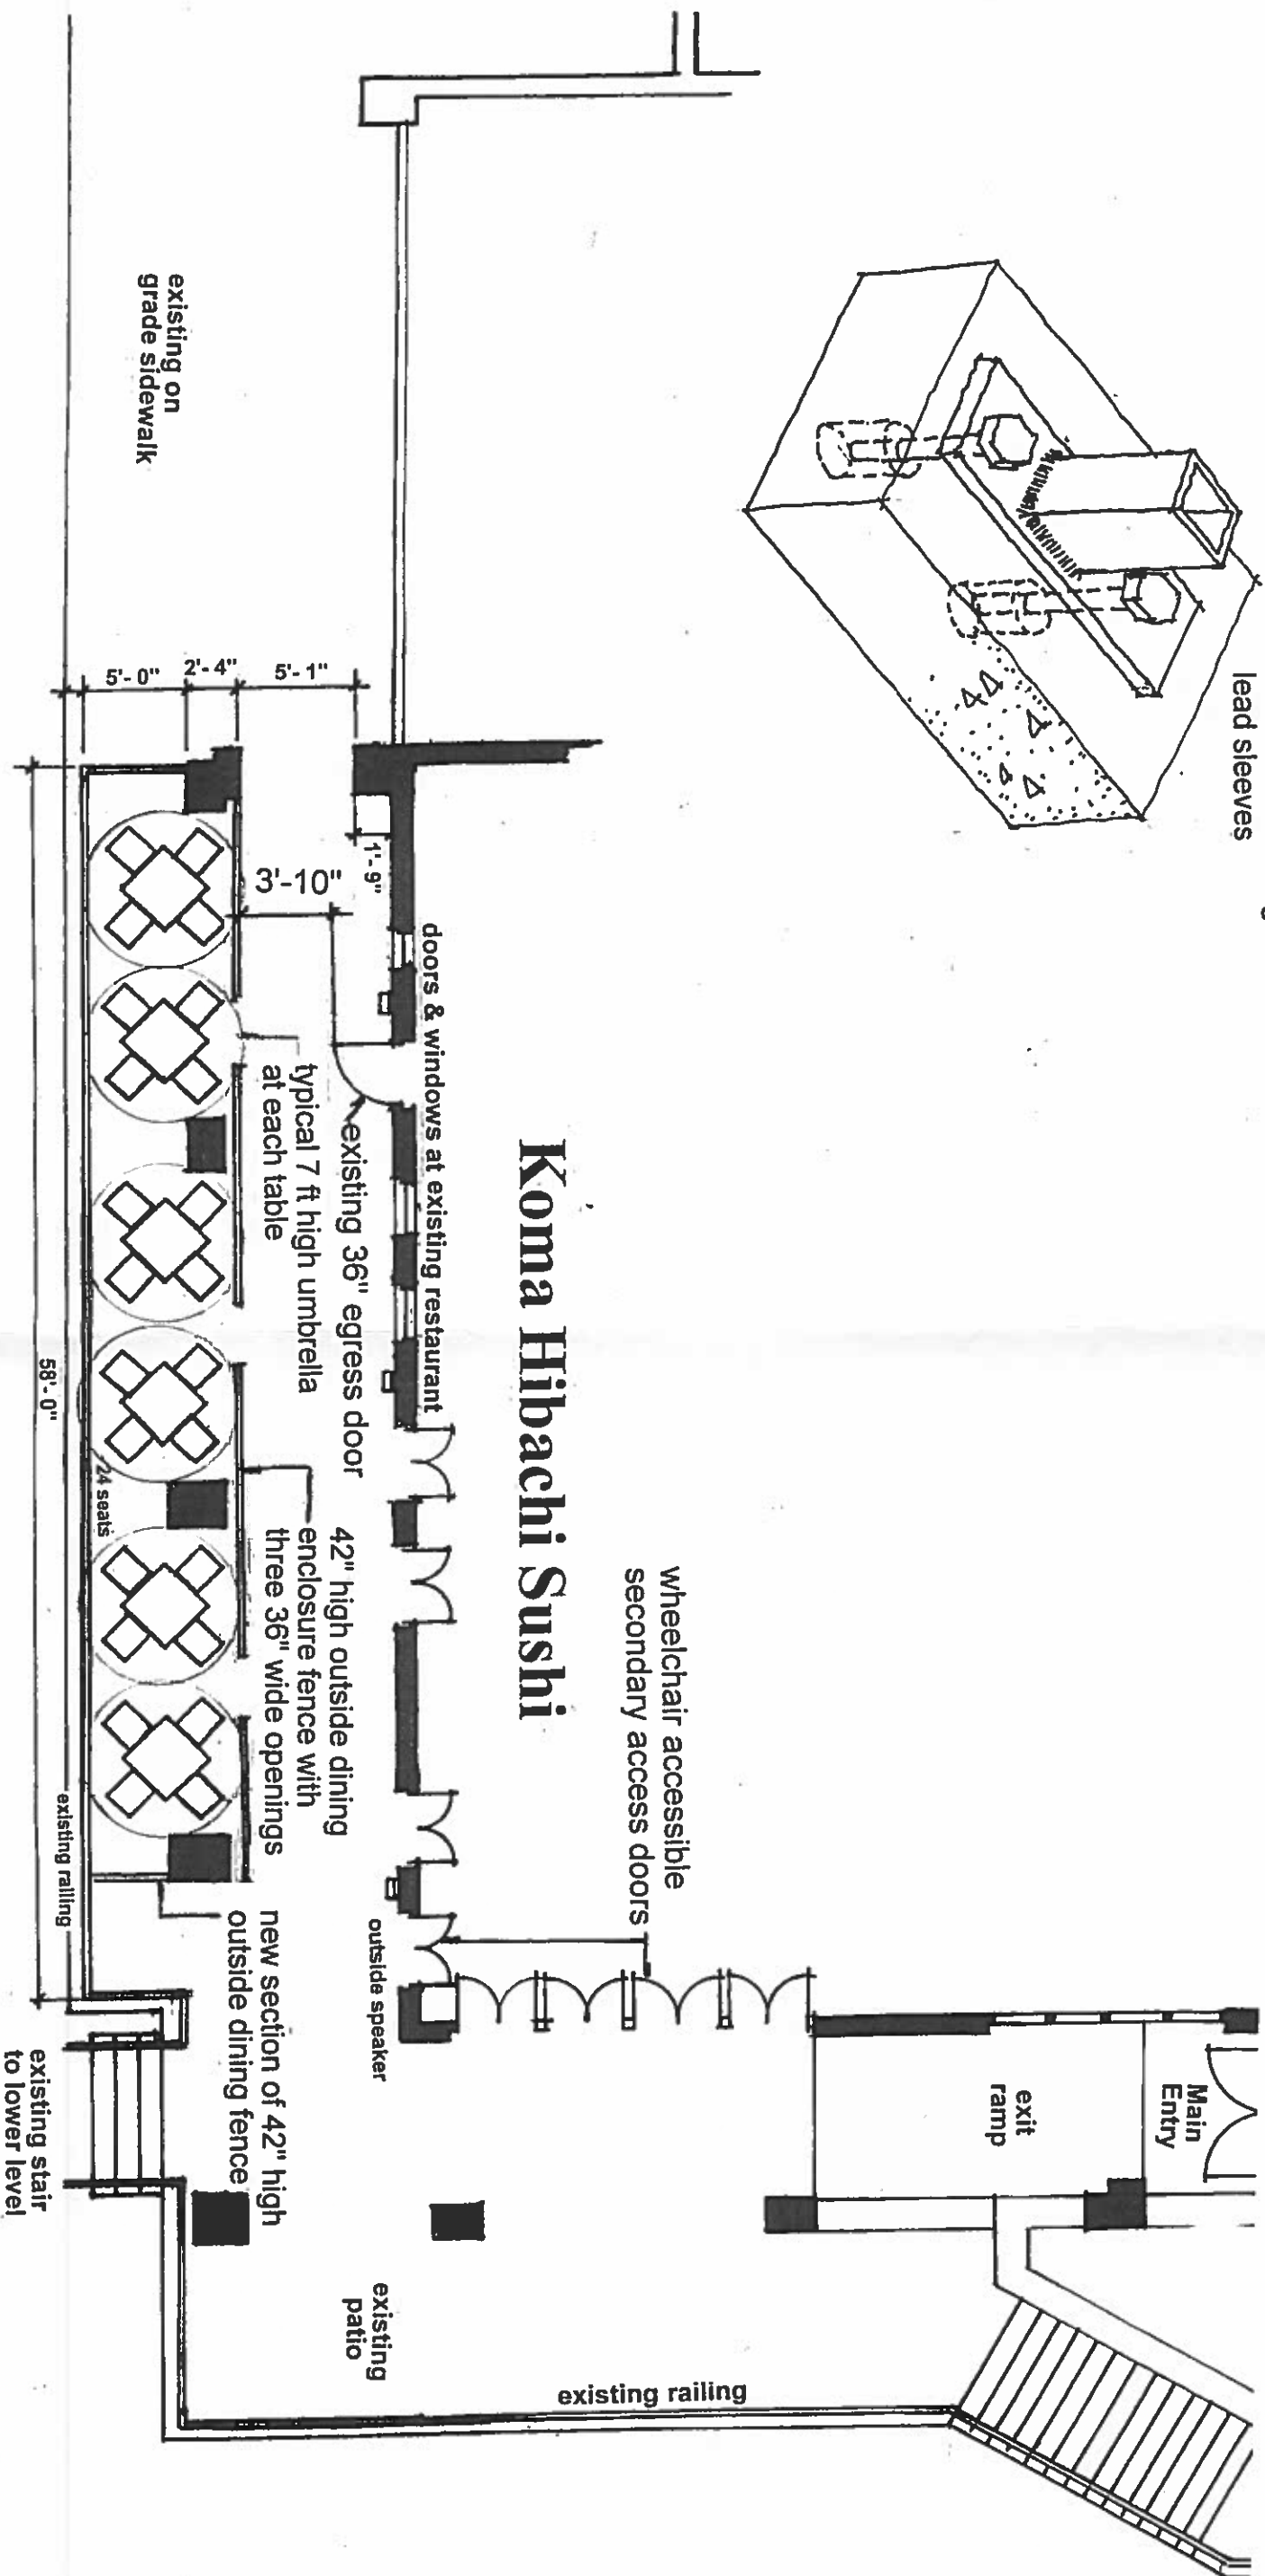 lead sleeves
Main
Entry
exit
ramp
wheelchair accessible
secondary access doors
Koma Hibachi Sushi
doors & windows at existing restaurant
outside speaker
existing 36" egress door
typical 7 ft high umbrella
at each table
42" high outside dining
enclosure fence with
three 36" wide openings
new section of 42" high
outside dining fence
existing
patio
existing railing
existing on
grade sidewalk
5'- 0"
2'- 4"
5'- 1"
1'- 9"
3'-10"
24 seats
existing railing
58'- 0"
existing stair
to lower level